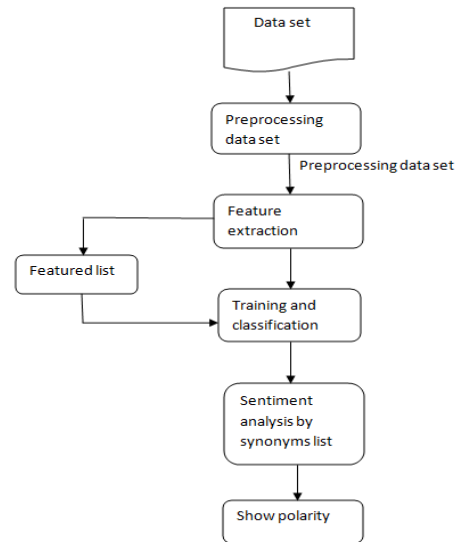 Data set
Preprocessing
data set
Preprocessing data set
Feature
extraction
Featured list
Training and
classification
Sentiment
analysis by
synonyms list
Show polarity